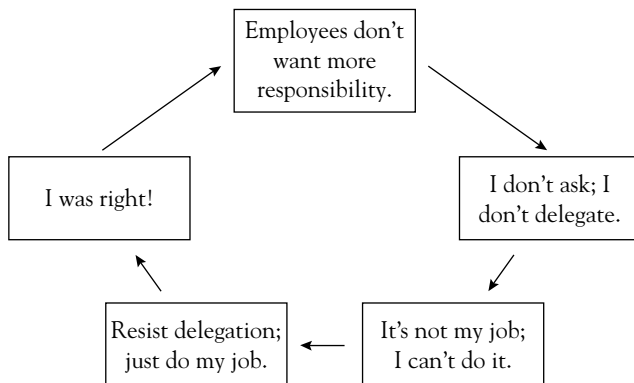 Employees don't
want more
responsibility.
I don't ask; I
don't delegate.
It's not my job;
I can't do it.
Resist delegation;
just do my job.
I was right!